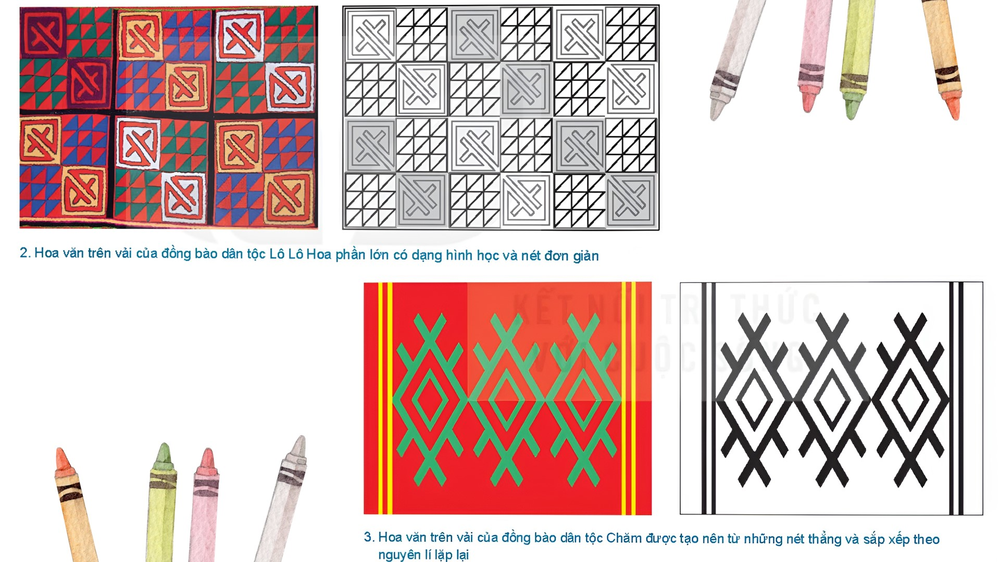 2. Hoa văn trên vải của đồng bào dân tộc Lô Lô Hoa phần lớn có dạng hình học và nét đơn giản
KẾT NỐI TRI THỨC
VỚI CUỘC SỐNG
3. Hoa văn trên vải của đồng bào dân tộc Chăm được tạo nên từ những nét thẳng và sắp xếp theo
nguyên lí lặp lại